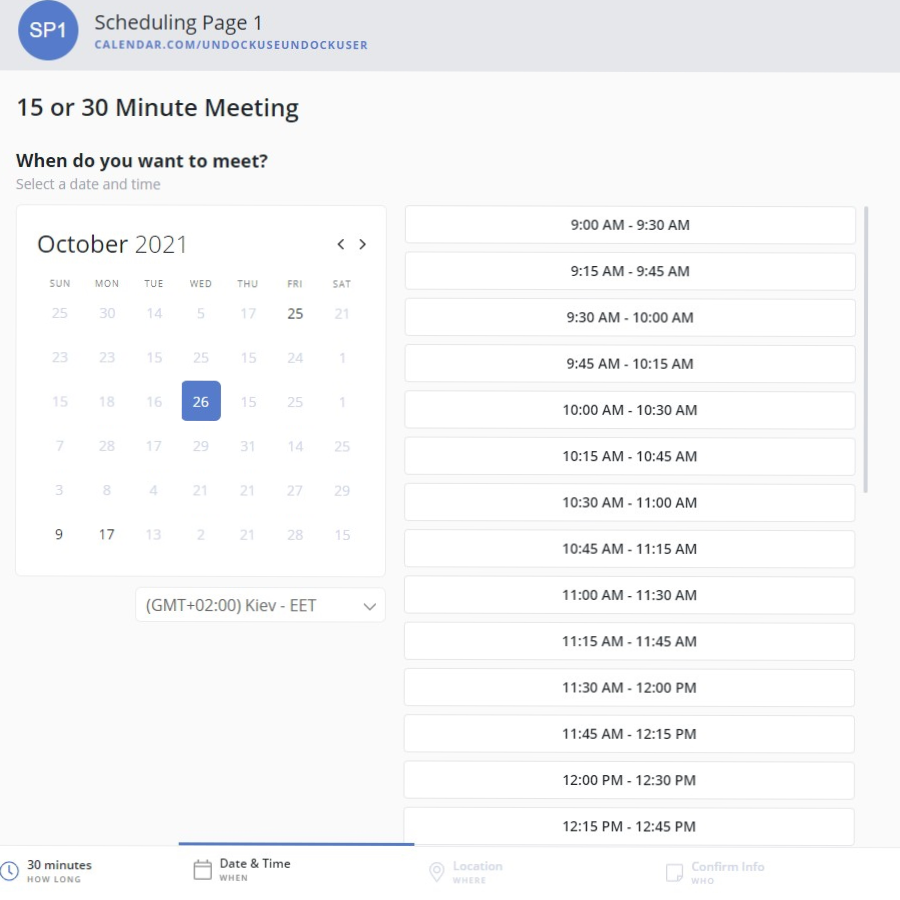 SP1
Scheduling Page 1
CALENDAR.COM/UNDOCKUSEUNDOCKUSER
15 or 30 Minute Meeting
When do you want to meet?
Select a date and time
October 2021
SUN MON TUE WED THU FRI SAT
25 30 14 5 17 25 21
23 23 15 25 15 24 1
15 18 16 26 15 25 1
7 28 17 29 31 14 25
3 8 4 21 21 27 29
9 17 13 2 21 28 15
(GMT+02:00) Kiev - EET
9:00 AM - 9:30 AM
9:15 AM - 9:45 AM
9:30 AM - 10:00 AM
9:45 AM - 10:15 AM
10:00 AM - 10:30 AM
10:15 AM - 10:45 AM
10:30 AM - 11:00 AM
10:45 AM - 11:15 AM
11:00 AM - 11:30 AM
11:15 AM - 11:45 AM
11:30 AM - 12:00 PM
11:45 AM - 12:15 PM
12:00 PM - 12:30 PM
12:15 PM - 12:45 PM
30 minutes
HOW LONG
Date & Time
WHEN
Location
WHERE
Confirm Info
WHO